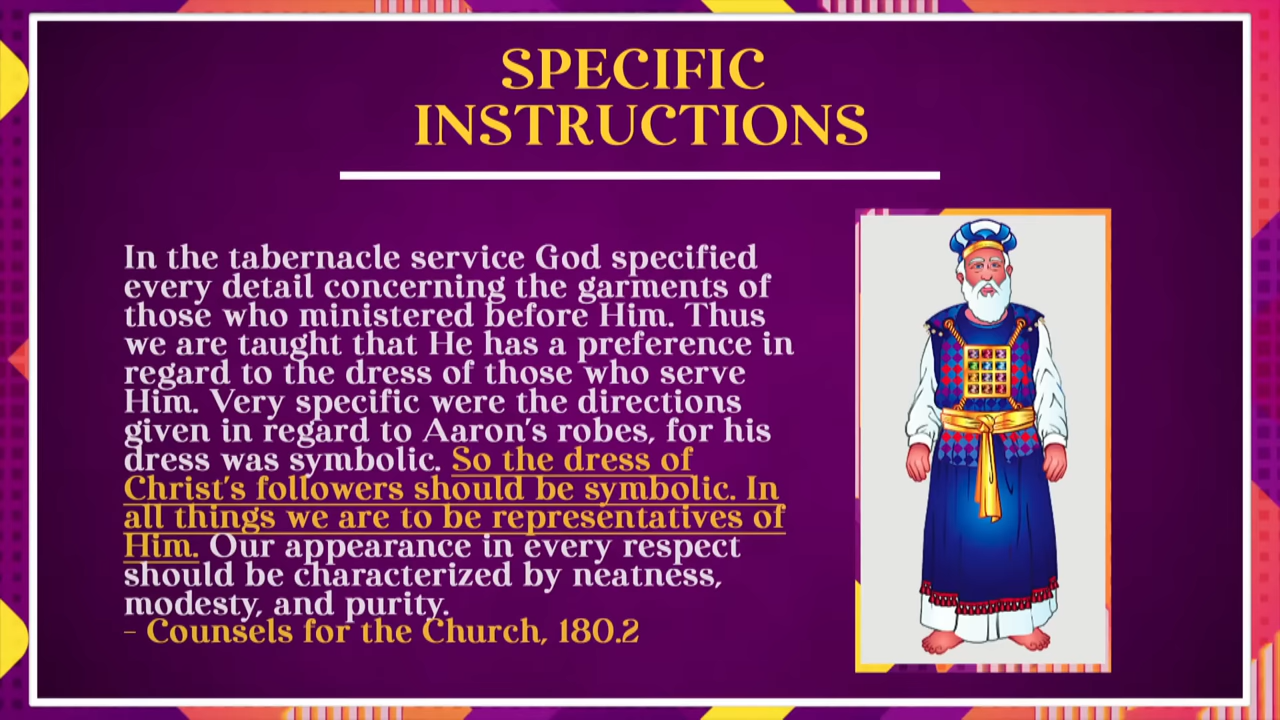 SPECIFIC
INSTRUCTIONS
In the tabernacle service God specified
every detail concerning the garments of
those who ministered before Him. Thus
we are taught that He has a preference in
regard to the dress of those who serve
Him. Very specific were the directions
given in regard to Aaron's robes, for his
dress was symbolic. So the dress of
Christ's followers should be symbolic. In
all things we are to be representatives of
Him. Our appearance in every respect
should be characterized by neatness,
modesty, and purity.
- Counsels for the Church, 180.2